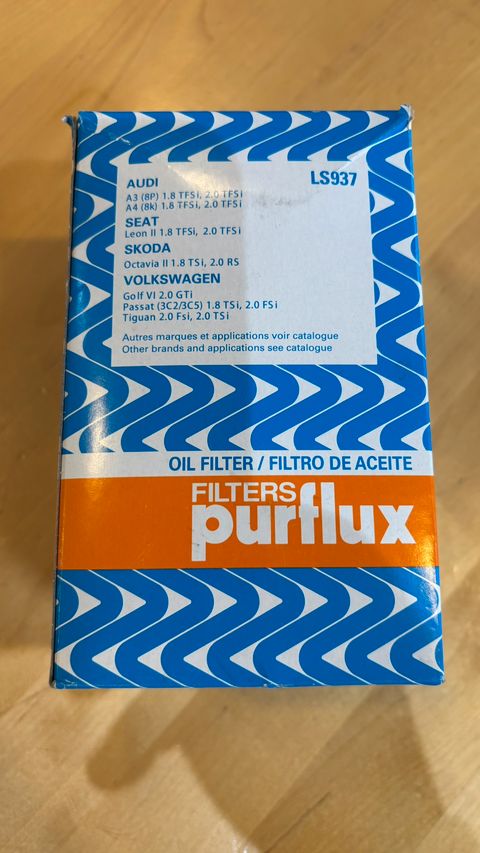 AUDI
LS937
A3 (8P) 1.8 TFSi, 2.0 TFSi
A4 (8k) 1.8 TFSi, 2.0 TFSi
SEAT
Leon II 1.8 TFSi, 2.0 TFSi
SKODA
Octavia II 1.8 TSi, 2.0 RS
VOLKSWAGEN
Golf VI 2.0 GTi
Passat (3C2/3C5) 1.8 TSi, 2.0 FSi
Tiguan 2.0 Fsi, 2.0 TSi
Autres marques et applications voir catalogue
Other brands and applications see catalogue
OIL FILTER / FILTRO DE ACEITE
FILTERS
purflux